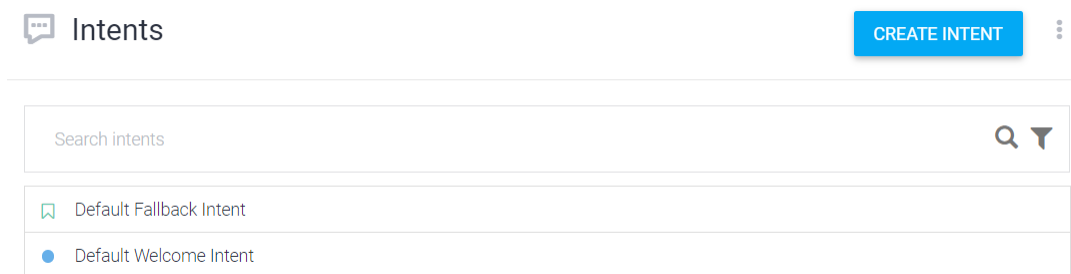 Intents
CREATE INTENT
Search intents
Default Fallback Intent
Default Welcome Intent